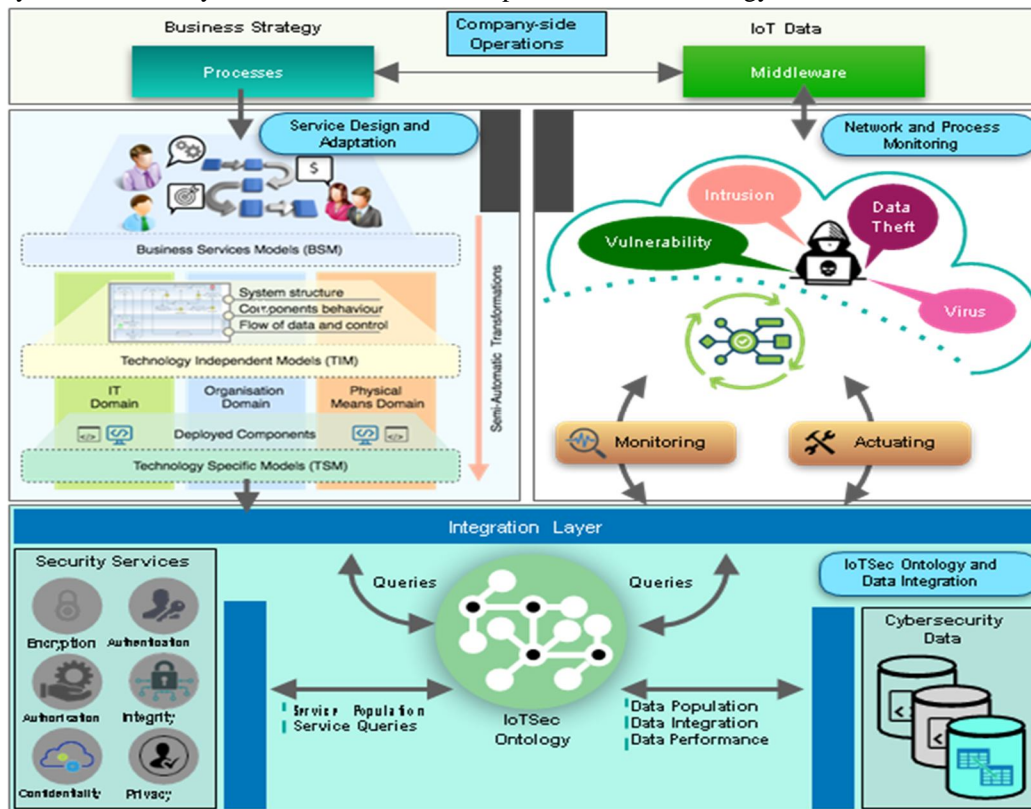 Business Strategy
Company-side
Operations
IoT Data
Processes
Middleware
Service Design and
Adaptation
Network and Process
Monitoring
$
Business Services Models (BSM)
System structure
Components behaviour
Flow of data and control
Technology Independent Models (TIM)
IT
Domain
Organisation
Domain
Physical
Means Domain
Deployed Components
Technology Specific Models (TSM)
Semi-Automatic Transformations
Intrusion
Data
Theft
Vulnerability
Virus
Monitoring
Actuating
Integration Layer
Security Services
Encryption
Authentication
Authorization
Integrity
Confidentiality
Privacy
Queries
Queries
IoTSec Ontology and
Data Integration
Service Population
Service Queries
IoTSec
Ontology
Data Population
Data Integration
Data Performance
Cybersecurity
Data